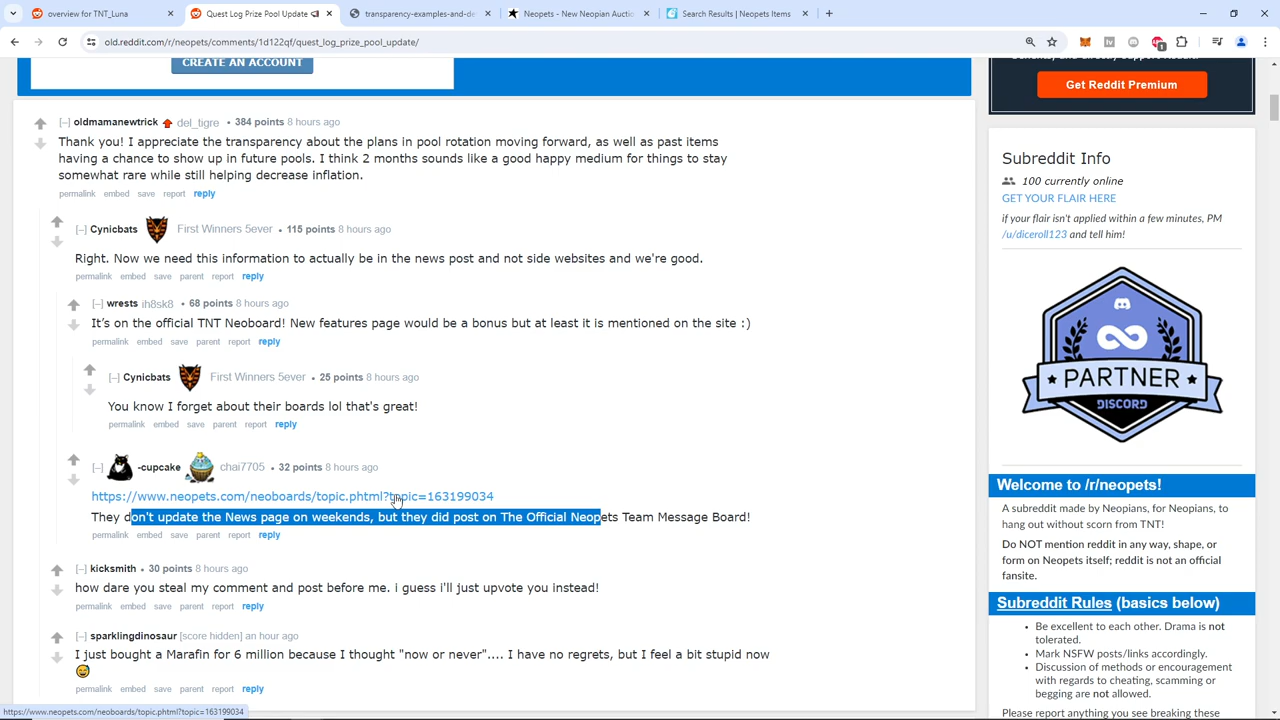 overview for TNT_Luna
Quest Log Prize Pool Update
transparency-examples-and-de
Neopets - New Neopian Auctio
Search Results | Neopets Items
old.reddit.com/r/neopets/comments/1d122qf/quest_log_prize_pool_update/
CREATE AN ACCOUNT
Get Reddit Premium
[–] oldmamanewtrick del_tigre • 384 points 8 hours ago
Thank you! I appreciate the transparency about the plans in pool rotation moving forward, as well as past items
having a chance to show up in future pools. I think 2 months sounds like a good happy medium for things to stay
somewhat rare while still helping decrease inflation.
permalink embed save report reply
[–] Cynicbats First Winners 5ever • 115 points 8 hours ago
Right. Now we need this information to actually be in the news post and not side websites and we're good.
permalink embed save parent report reply
[–] wrests ih8sk8 • 68 points 8 hours ago
It's on the official TNT Neoboard! New features page would be a bonus but at least it is mentioned on the site :)
permalink embed save parent report reply
[–] Cynicbats First Winners 5ever • 25 points 8 hours ago
You know I forget about their boards lol that's great!
permalink embed save parent report reply
[–] -cupcake chai7705 • 32 points 8 hours ago
https://www.neopets.com/neoboards/topic.phtml?topic=163199034
They don't update the News page on weekends, but they did post on The Official Neopets Team Message Board!
permalink embed save parent report reply
[–] kicksmith • 30 points 8 hours ago
how dare you steal my comment and post before me. i guess i'll just upvote you instead!
permalink embed save parent report reply
[–] sparklingdinosaur [score hidden] an hour ago
I just bought a Marafin for 6 million because I thought "now or never".... I have no regrets, but I feel a bit stupid now
😅
permalink embed save parent report reply
https://www.neopets.com/neoboards/topic.phtml?topic=163199034
Subreddit Info
100 currently online
GET YOUR FLAIR HERE
if your flair isn't applied within a few minutes, PM
/u/diceroll123 and tell him!
PARTNER
DISCORD
Welcome to /r/neopets!
A subreddit made by Neopians, for Neopians, to
hang out without scorn from TNT!
Do NOT mention reddit in any way, shape, or
form on Neopets itself; reddit is not an official
fansite.
Subreddit Rules (basics below)
• Be excellent to each other. Drama is not
tolerated.
• Mark NSFW posts/links accordingly.
• Discussion of methods or encouragement
with regards to cheating, scamming or
begging are not allowed.
Please report anything you see breaking these